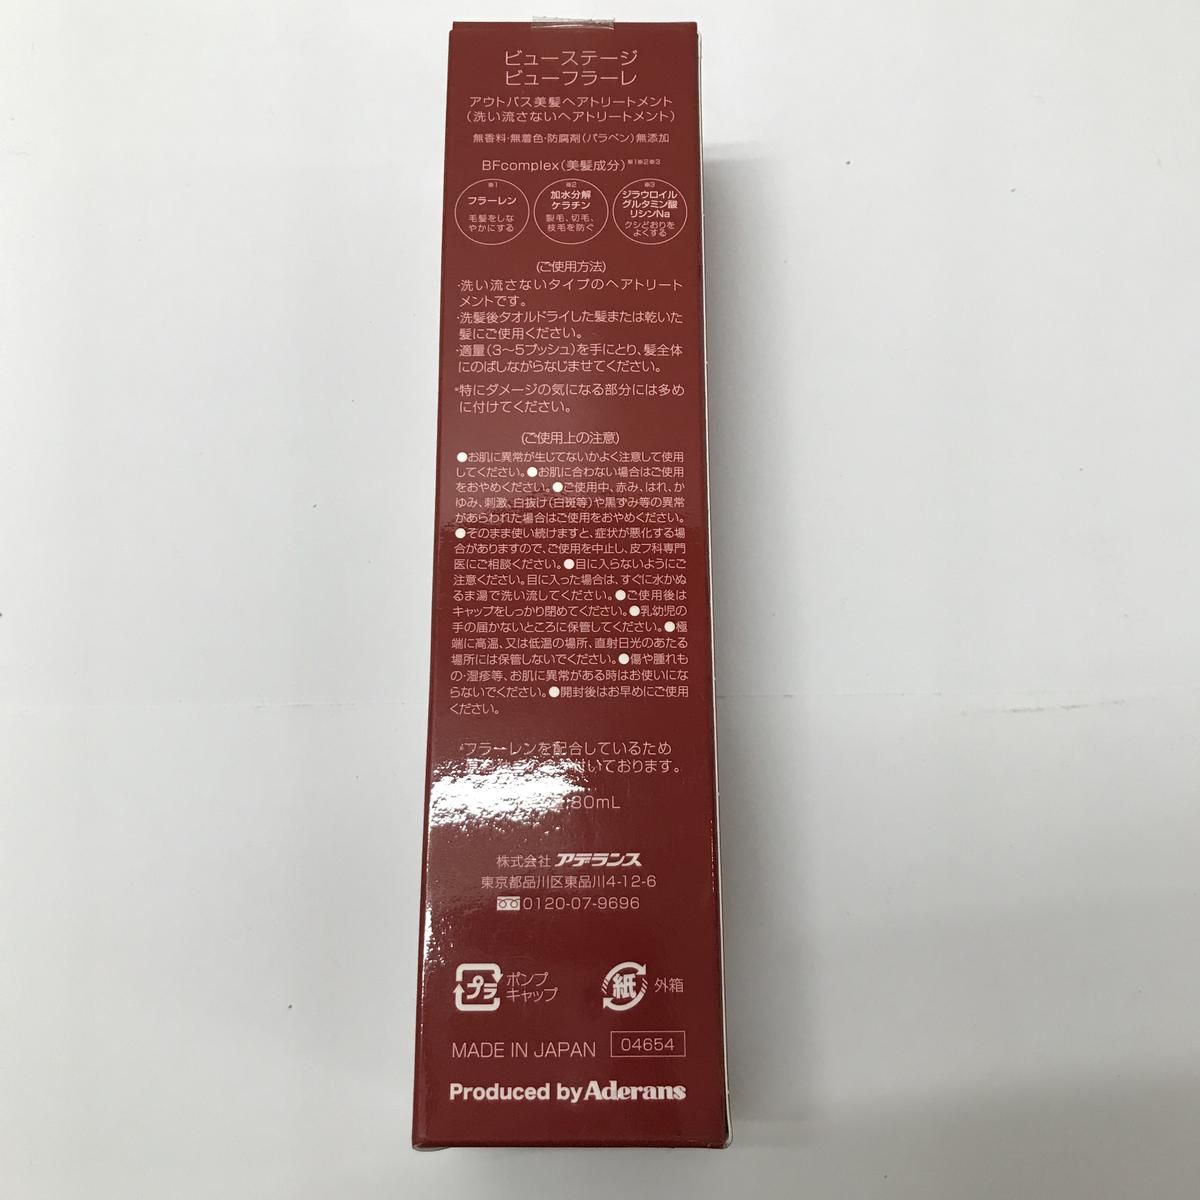 ビューステージ
ビューフラーレ
アウトバス美髪ヘアトリートメント
(洗い流さないヘアトリートメント)
無香料・無着色・防腐剤(パラベン)無添加
BFcomplex(美髪成分)※1※2※3
※1
フラーレン
毛髪をしな
やかにする
※2
加水分解
ケラチン
裂毛、切毛、
枝毛を防ぐ
※3
ジラウロイル
グルタミン酸
リシンNa
クシどおりを
よくする
(ご使用方法)
・洗い流さないタイプのヘアトリート
メントです。
・洗髪後タオルドライした髪または乾いた
髪にご使用ください。
・適量(3〜5プッシュ)を手にとり、髪全体
にのばしながらなじませてください。
*特にダメージの気になる部分には多め
に付けてください。
(ご使用上の注意)
●お肌に異常が生じてないかよく注意して使用
してください。●お肌に合わない場合はご使用
をおやめください。●ご使用中、赤み、はれ、か
ゆみ、刺激、白抜け(白斑等)や黒ずみ等の異常
があらわれた場合はご使用をおやめください。
●そのまま使い続けますと、症状が悪化する場
合がありますので、ご使用を中止し、皮フ科専門
医にご相談ください。●目に入らないようにご
注意ください。目に入った場合は、すぐに水かぬ
るま湯で洗い流してください。●ご使用後は
キャップをしっかり閉めてください。●乳幼児の
手の届かないところに保管してください。●極
端に高温、又は低温の場所、直射日光のあたる
場所には保管しないでください。●傷や腫れも
の・湿疹等、お肌に異常がある時はお使いにな
らないでください。●開封後はお早めにご使用
ください。
*フラーレンを配合しているため
付いております。
80mL
株式会社 アデランス
東京都品川区東品川4-12-6
0120-07-9696
プラ
ポンプ
キャップ
紙
外箱
MADE IN JAPAN
04654
Produced by Aderans